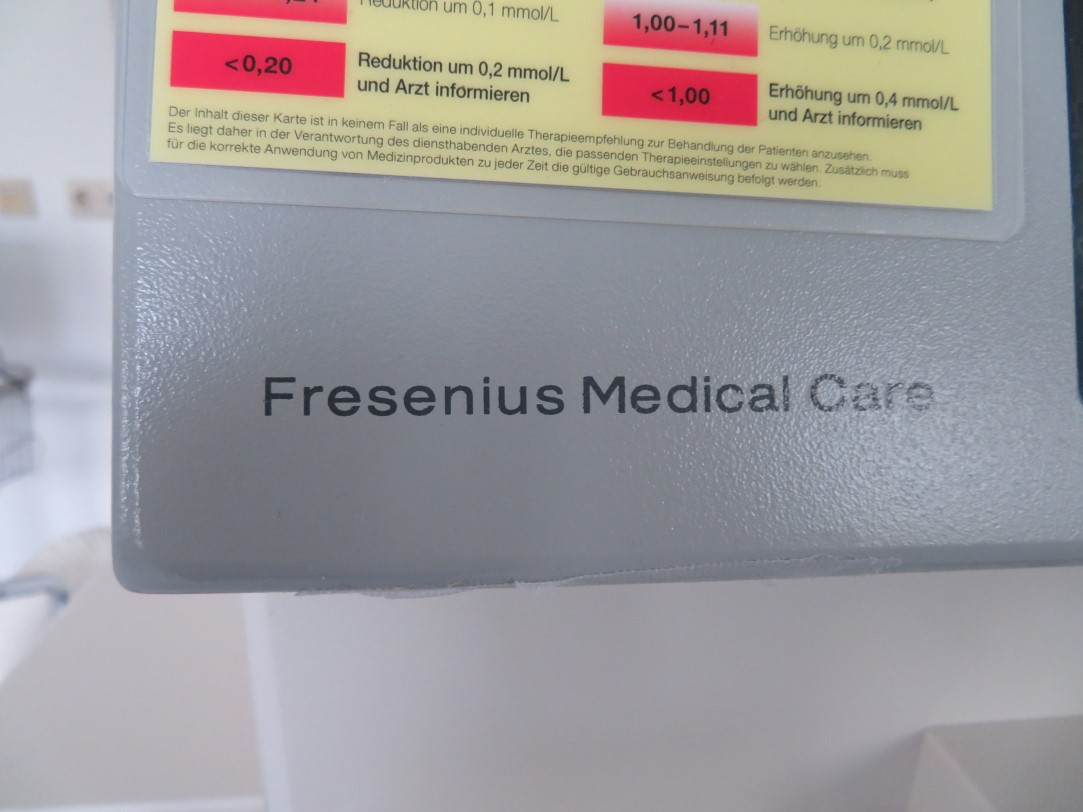 Reduktion um 0,1 mmol/L
<0,20
Reduktion um 0,2 mmol/L
und Arzt informieren
1,00–1,11
Erhöhung um 0,2 mmol/L
<1,00
Erhöhung um 0,4 mmol/L
und Arzt informieren
Der Inhalt dieser Karte ist in keinem Fall als eine individuelle Therapieempfehlung zur Behandlung der Patienten anzusehen.
Es liegt daher in der Verantwortung des diensthabenden Arztes, die passenden Therapieeinstellungen zu wählen. Zusätzlich muss
für die korrekte Anwendung von Medizinprodukten zu jeder Zeit die gültige Gebrauchsanweisung befolgt werden.
Fresenius Medical Care